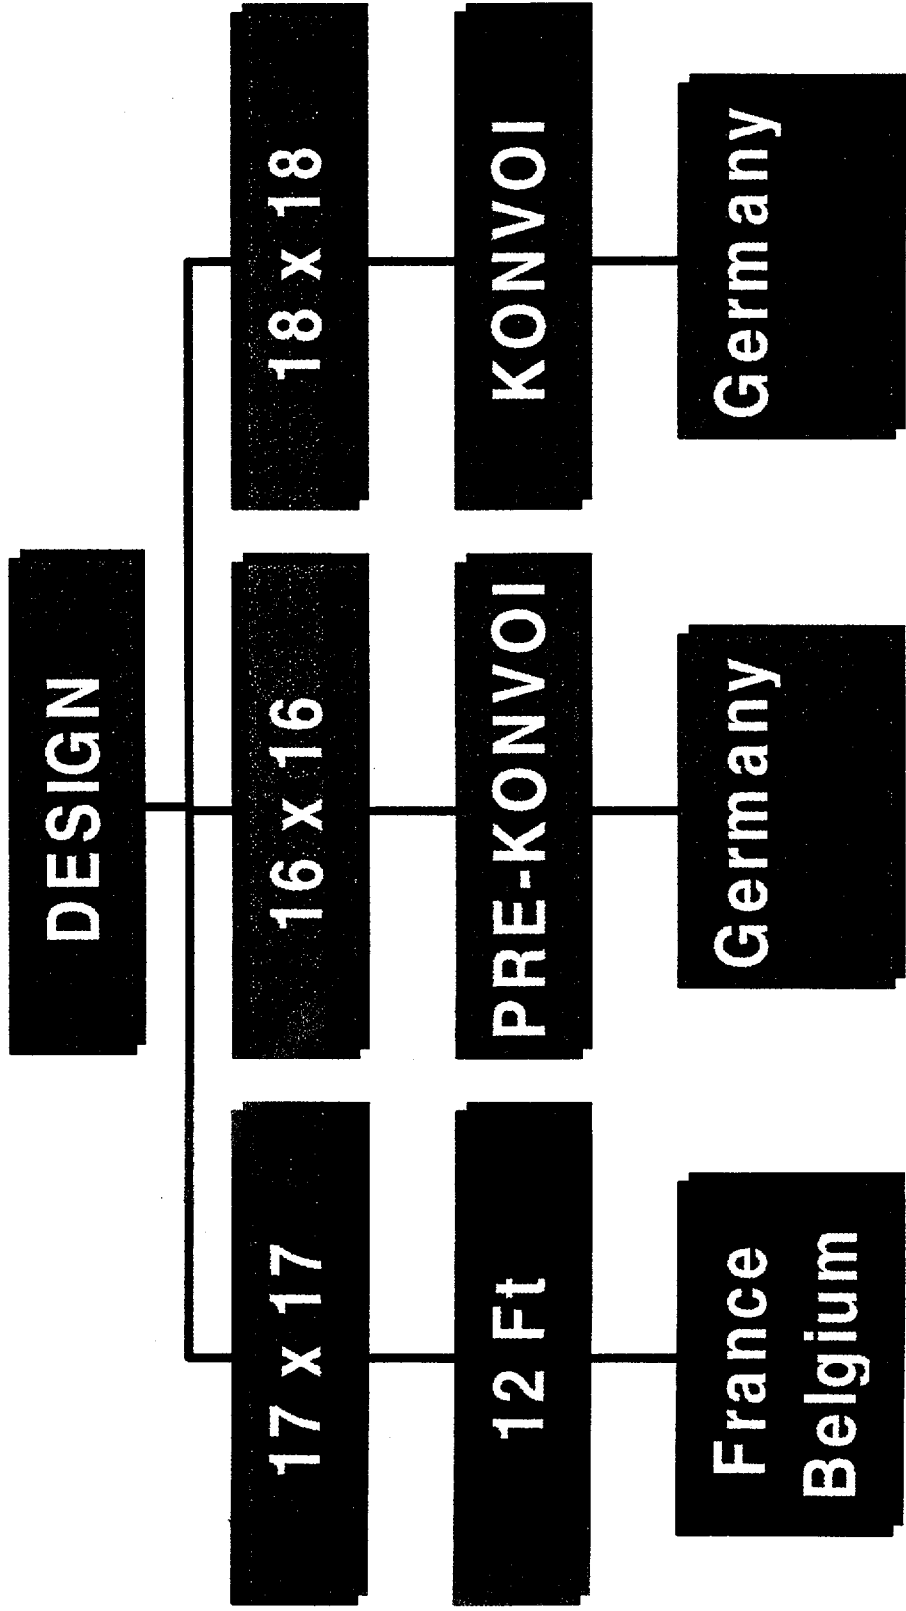 DESIGN
17 x 17
16 x 16
18 x 18
12 Ft
PRE-KONVOI
KONVOI
France
Belgium
Germany
Germany